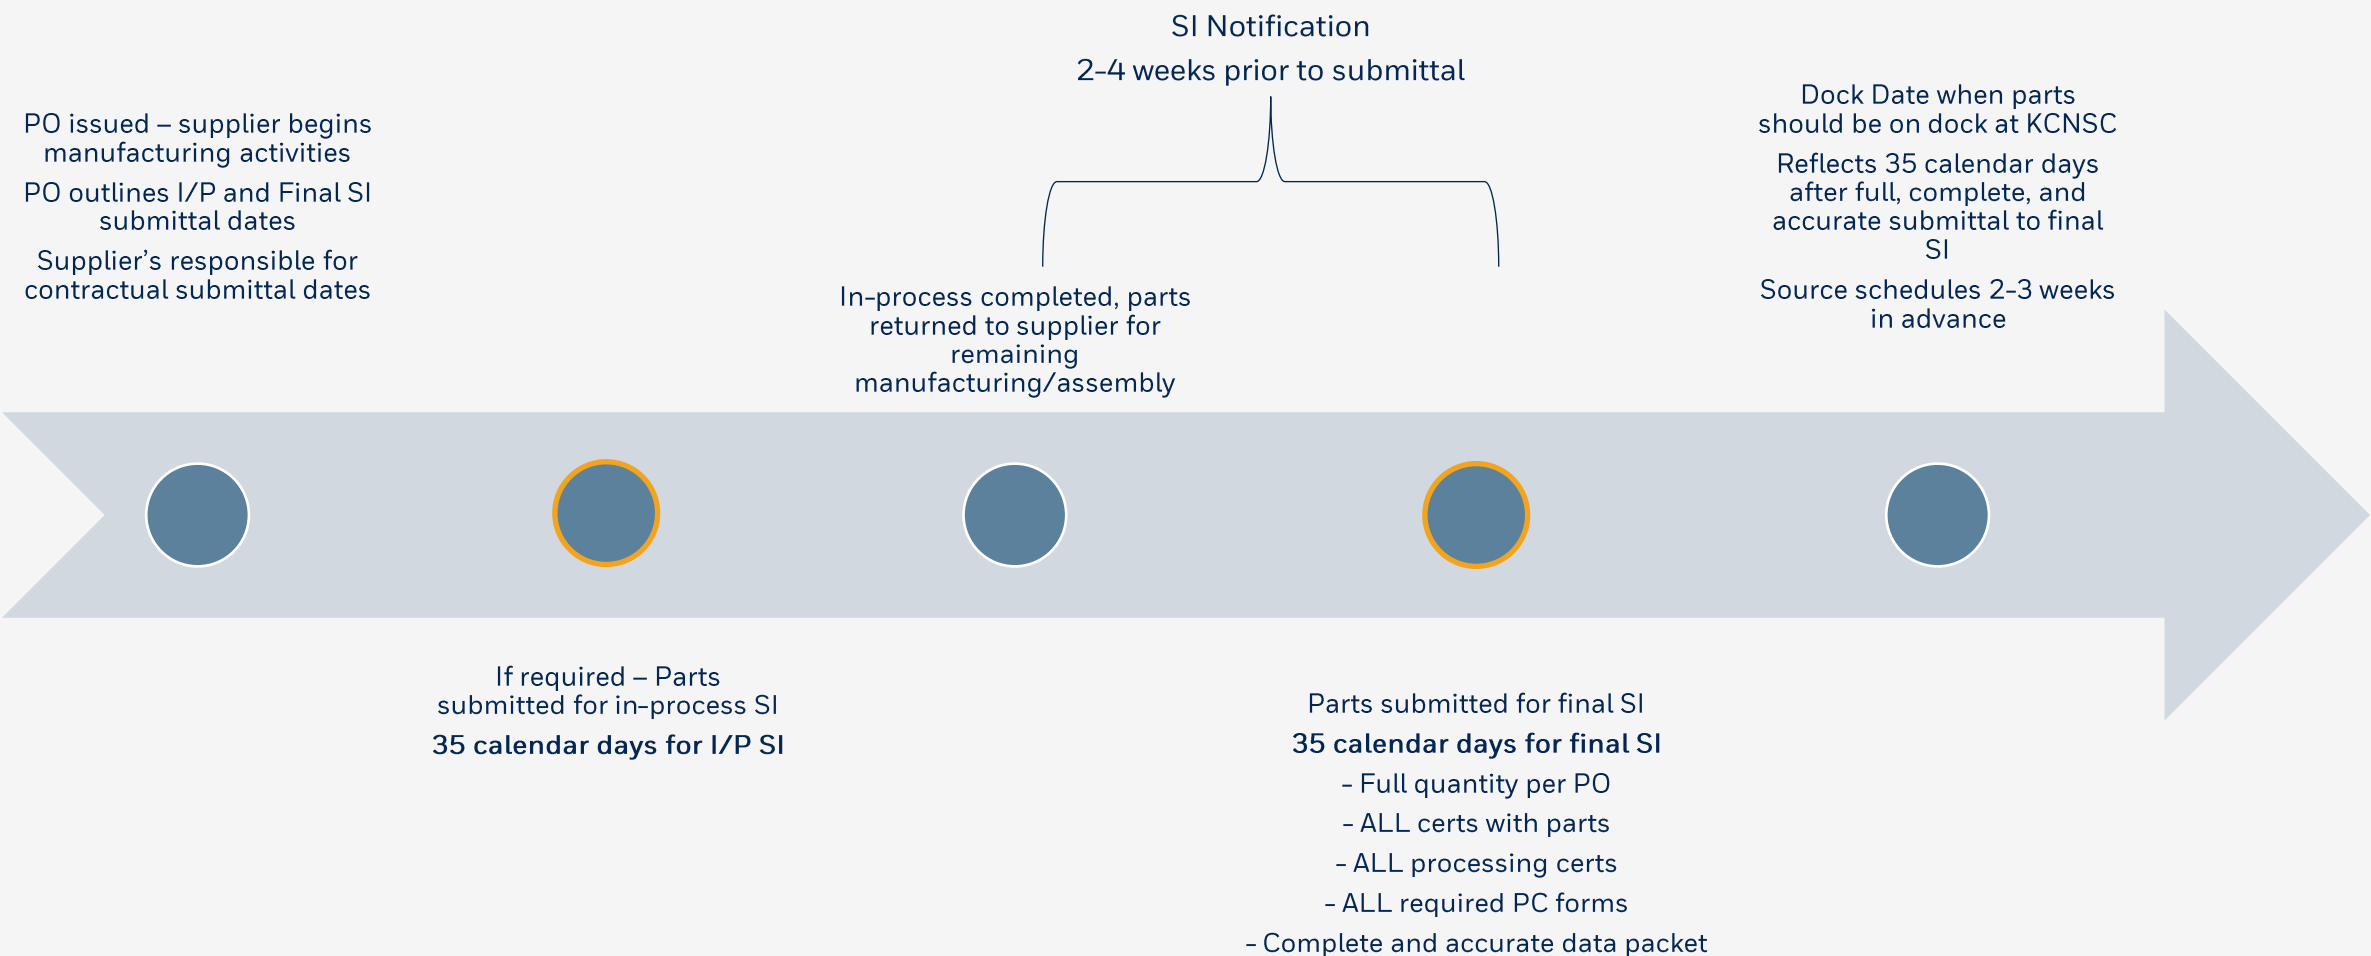 PO issued – supplier begins
manufacturing activities
PO outlines I/P and Final SI
submittal dates
Supplier’s responsible for
contractual submittal dates
If required – Parts
submitted for in-process SI
35 calendar days for I/P SI
SI Notification
2-4 weeks prior to submittal
In-process completed, parts
returned to supplier for
remaining
manufacturing/assembly
Parts submitted for final SI
35 calendar days for final SI
- Full quantity per PO
- ALL certs with parts
- ALL processing certs
- ALL required PC forms
- Complete and accurate data packet
Dock Date when parts
should be on dock at KCNSC
Reflects 35 calendar days
after full, complete, and
accurate submittal to final
SI
Source schedules 2-3 weeks
in advance